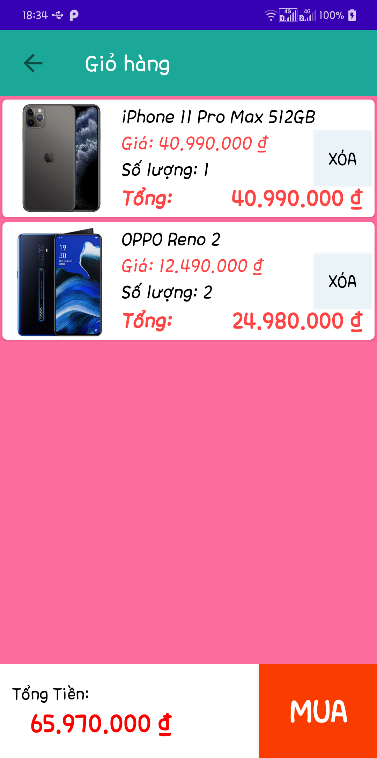 18:34 100%
Giỏ hàng
iPhone 11 Pro Max 512GB
Giá: 40.990.000 ₫
XÓA
Số lượng: 1
Tổng: 40.990.000 ₫
OPPO Reno 2
Giá: 12.490.000 ₫
XÓA
Số lượng: 2
Tổng: 24.980.000 ₫
Tổng Tiền:
65.970.000 ₫
MUA